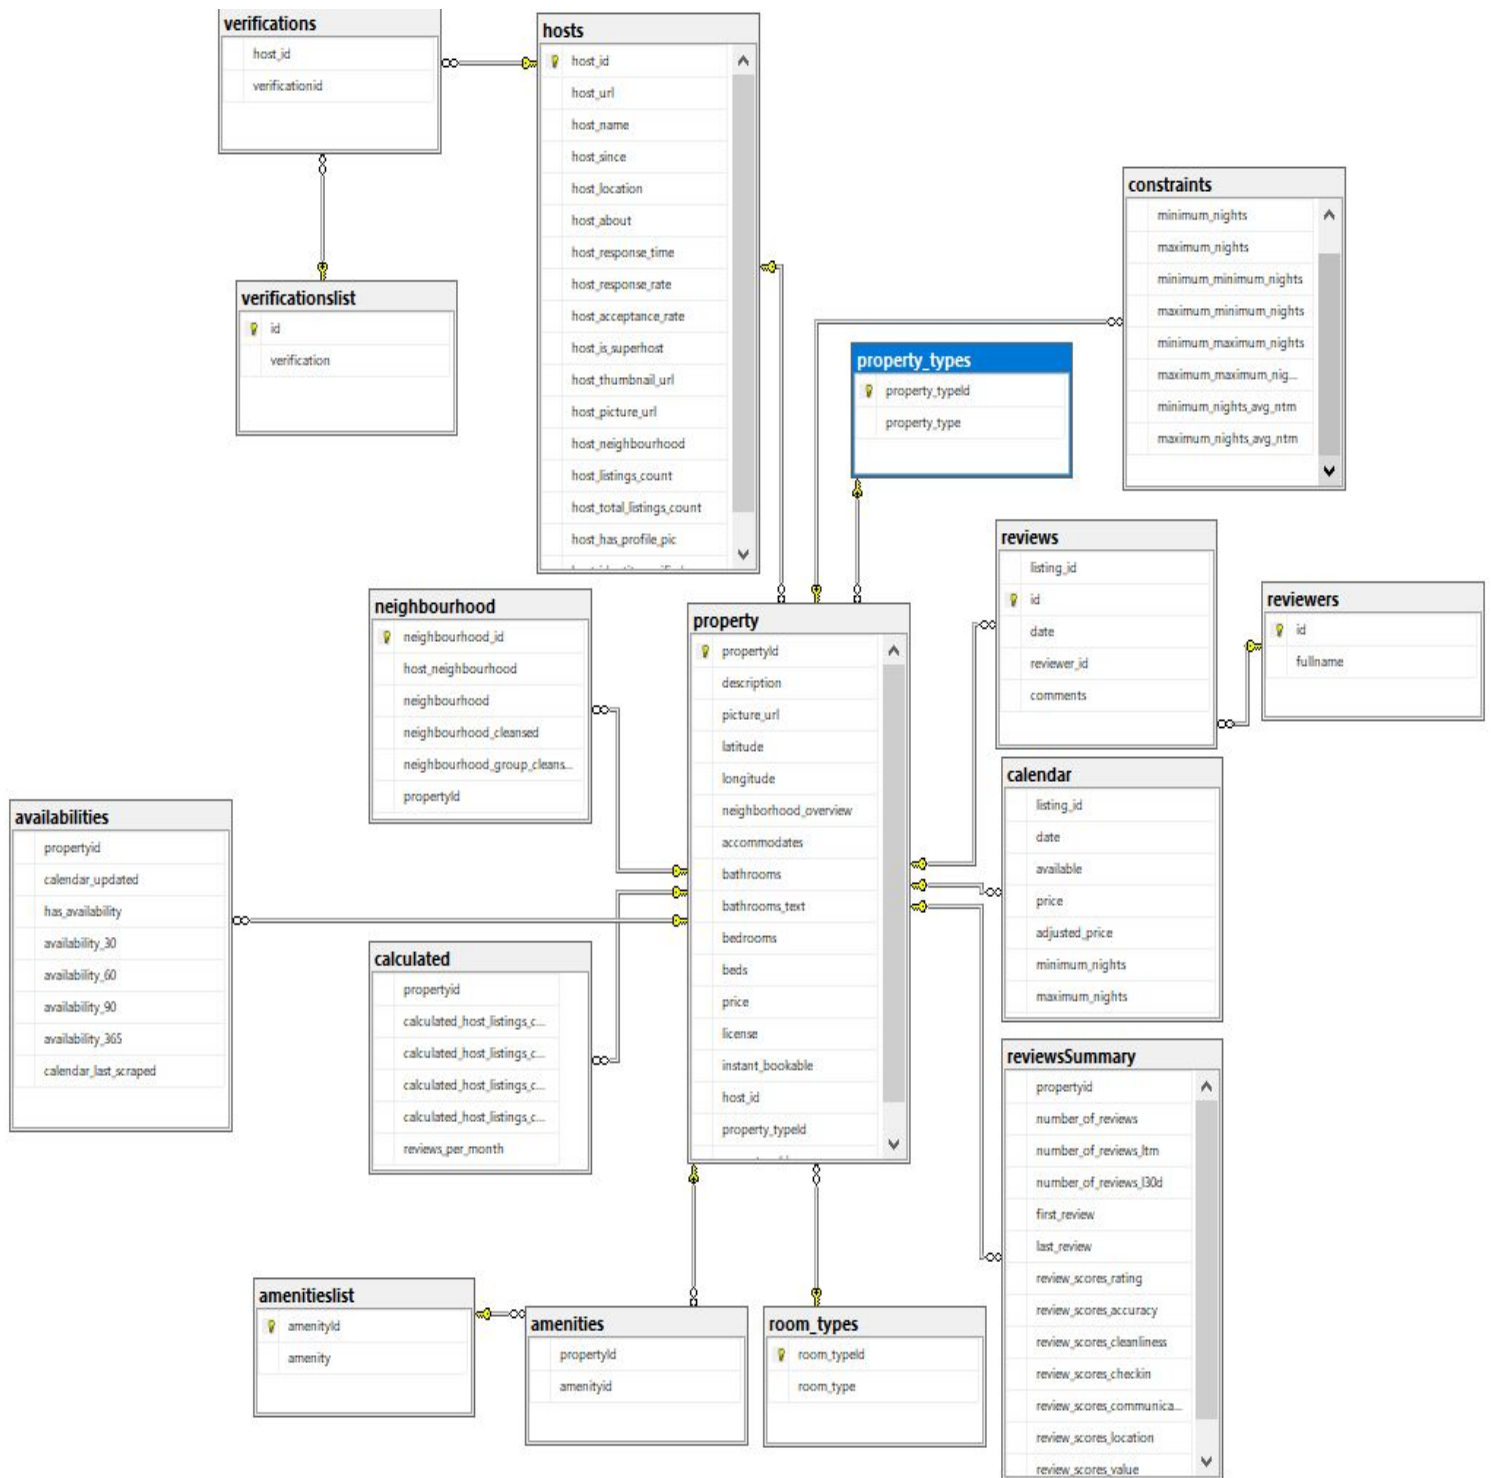 verifications
host_id
verificationid
hosts
host_id
host_url
host_name
host_since
host_location
host_about
host_response_time
host_response_rate
host_acceptance_rate
host_is_superhost
host_thumbnail_url
host_picture_url
host_neighbourhood
host_listings_count
host_total_listings_count
host_has_profile_pic
constraints
minimum_nights
maximum_nights
minimum_minimum_nights
maximum_minimum_nights
minimum_maximum_nights
maximum_maximum_nig...
minimum_nights_avg_ntm
maximum_nights_avg_ntm
verificationslist
id
verification
property_types
property_typeId
property_type
reviews
listing_id
id
date
reviewer_id
comments
reviewers
id
fullname
neighbourhood
neighbourhood_id
host_neighbourhood
neighbourhood
neighbourhood_cleansed
neighbourhood_group_cleans...
propertyId
property
propertyId
description
picture_url
latitude
longitude
neighborhood_overview
accommodates
bathrooms
bathrooms_text
bedrooms
beds
price
license
instant_bookable
host_id
property_typeId
calendar
listing_id
date
available
price
adjusted_price
minimum_nights
maximum_nights
availabilities
propertyid
calendar_updated
has_availability
availability_30
availability_60
availability_90
availability_365
calendar_last_scraped
calculated
propertyid
calculated_host_listings_c...
calculated_host_listings_c...
calculated_host_listings_c...
calculated_host_listings_c...
reviews_per_month
reviewsSummary
propertyid
number_of_reviews
number_of_reviews_ltm
number_of_reviews_l30d
first_review
last_review
review_scores_rating
review_scores_accuracy
review_scores_cleanliness
review_scores_checkin
review_scores_communica...
review_scores_location
review_scores_value
amenitieslist
amenityId
amenity
amenities
propertyId
amenityid
room_types
room_typeId
room_type